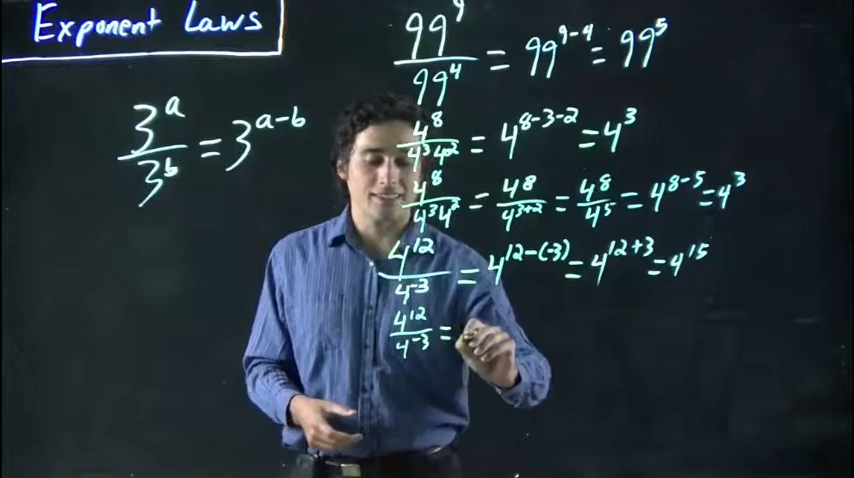 Exponent Laws
99^9/99^4 = 99^(9-4) = 99^5
3^a/3^b = 3^(a-b)
4^8/(4^3 4^2) = 4^(8-3-2) = 4^3
4^8/(4^3 4^2) = 4^8/4^(3+2) = 4^8/4^5 = 4^(8-5) = 4^3
4^12/4^-3 = 4^(12-(-3)) = 4^(12+3) = 4^15
4^12/4^-3 =